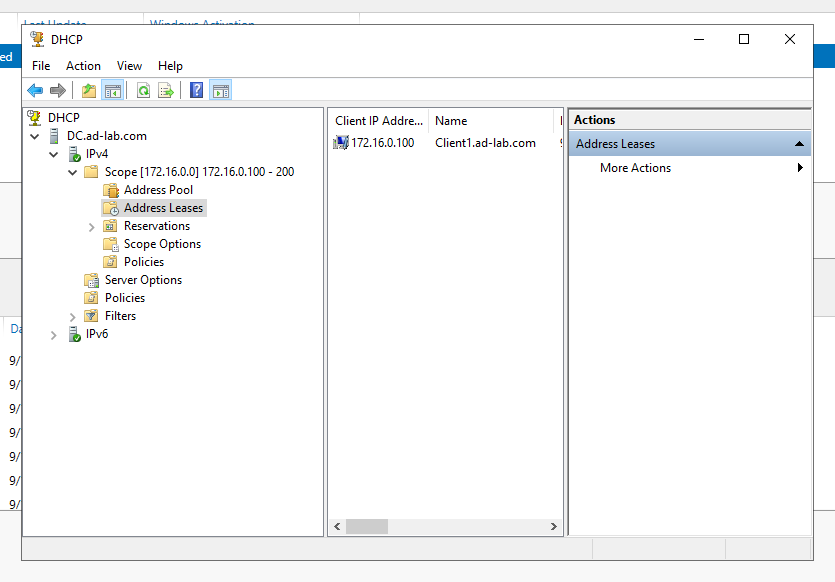 DHCP
File Action View Help
DHCP
DC.ad-lab.com
IPv4
Scope [172.16.0.0] 172.16.0.100 - 200
Address Pool
Address Leases
Reservations
Scope Options
Policies
Server Options
Policies
Filters
IPv6
Client IP Addre... Name
172.16.0.100 Client1.ad-lab.com
Actions
Address Leases
More Actions
Last Update
Windows Activation
ed
Da
9/
9/
9/
9/
9/
9/
9/